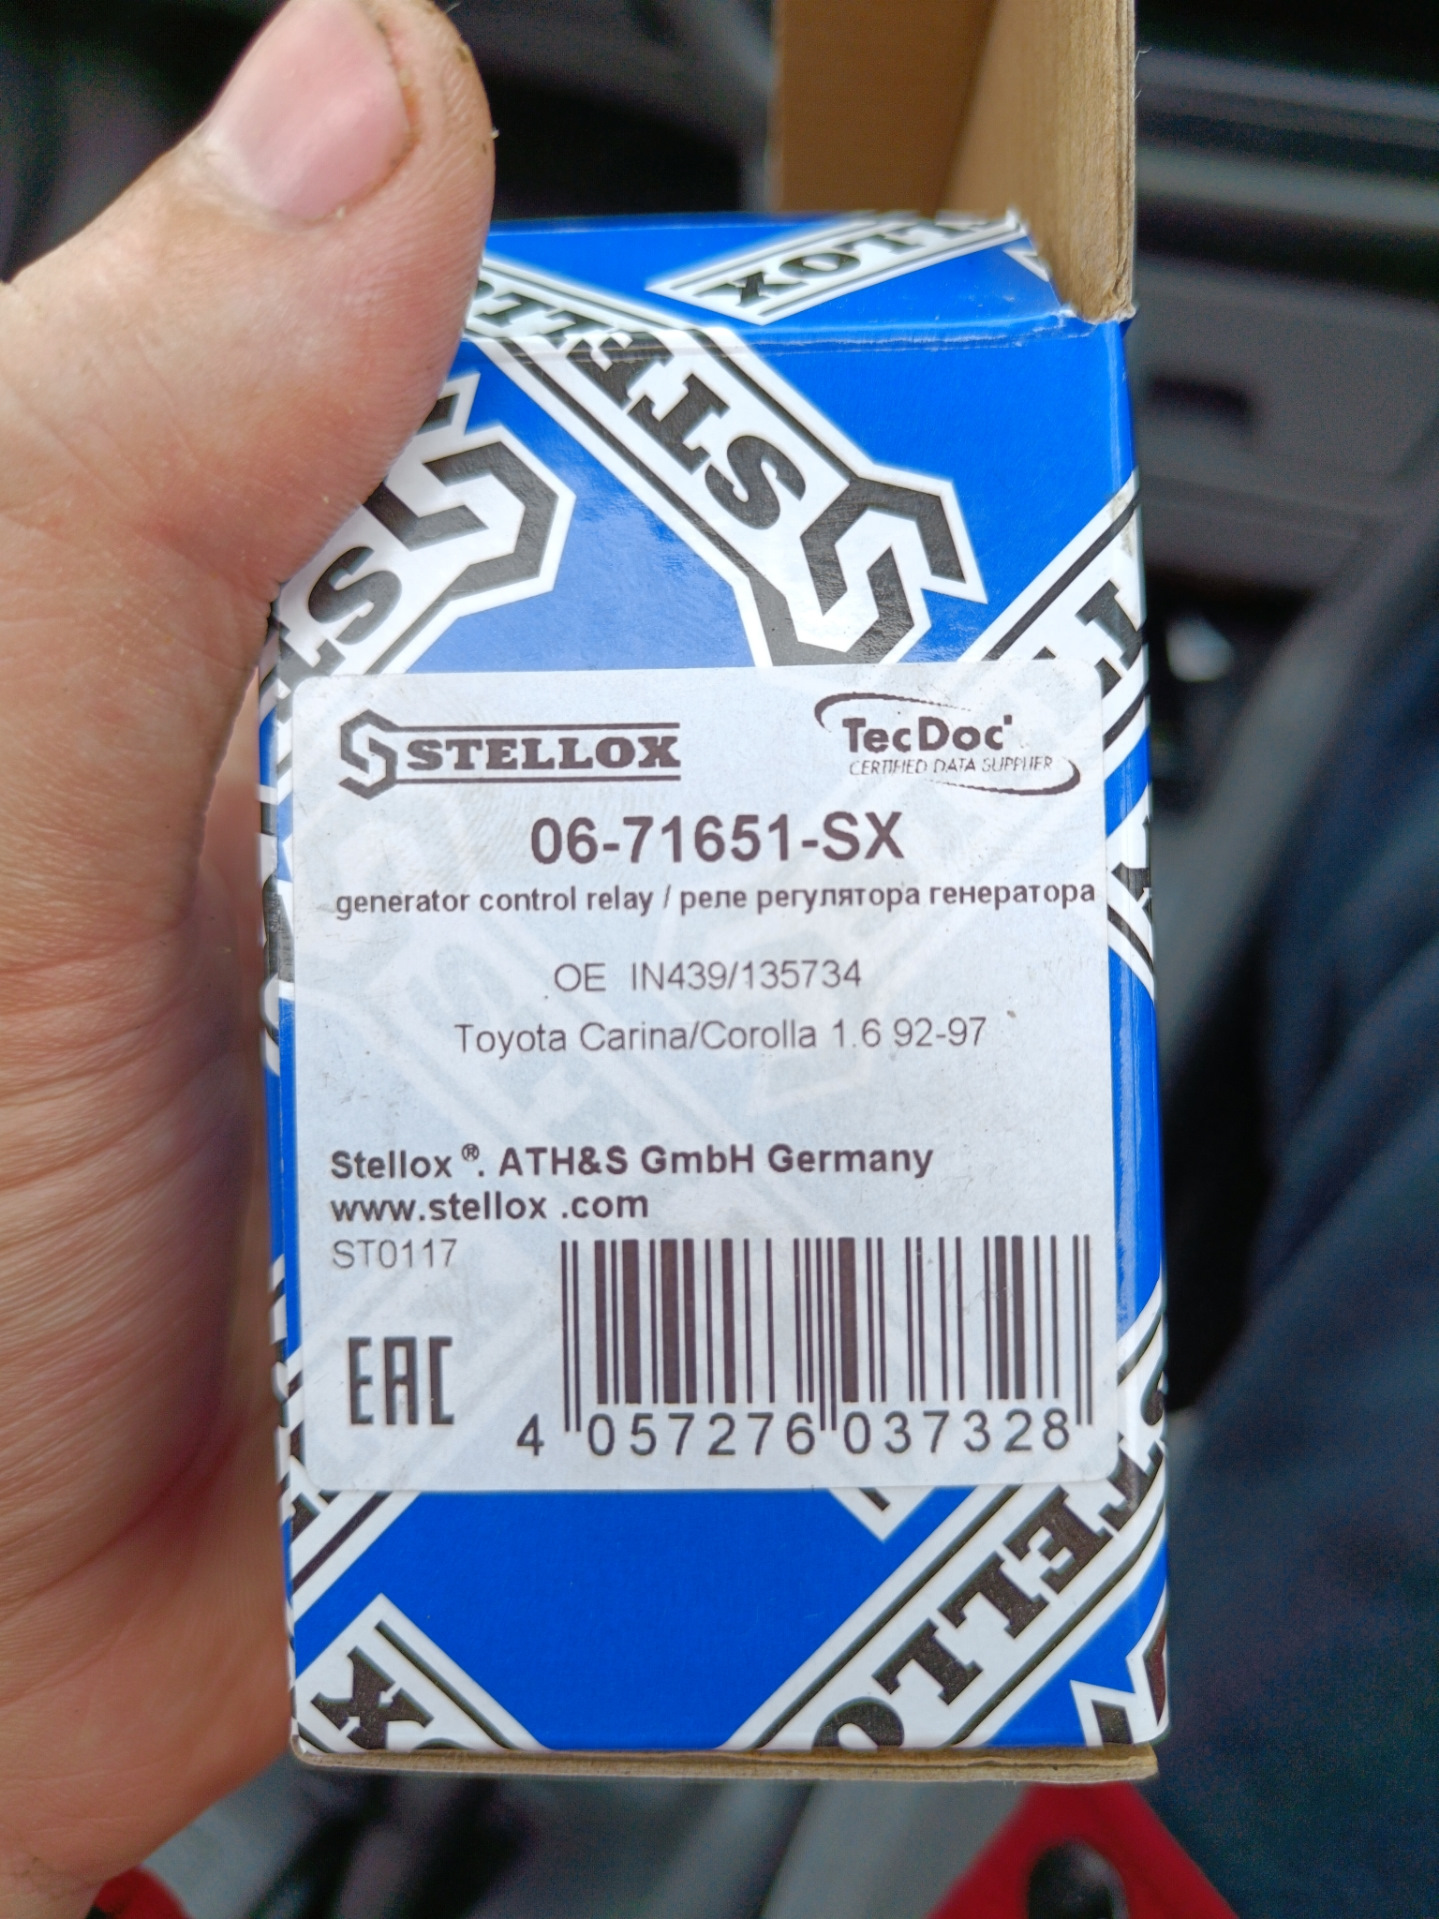 STELLOX
STELLOX
TecDoc
CERTIFIED DATA SUPPLIER
06-71651-SX
generator control relay / реле регулятора генератора
OE IN439/135734
Toyota Carina/Corolla 1.6 92-97
Stellox ®. ATH&S GmbH Germany
www.stellox .com
ST0117
EAC
4 057276 037328